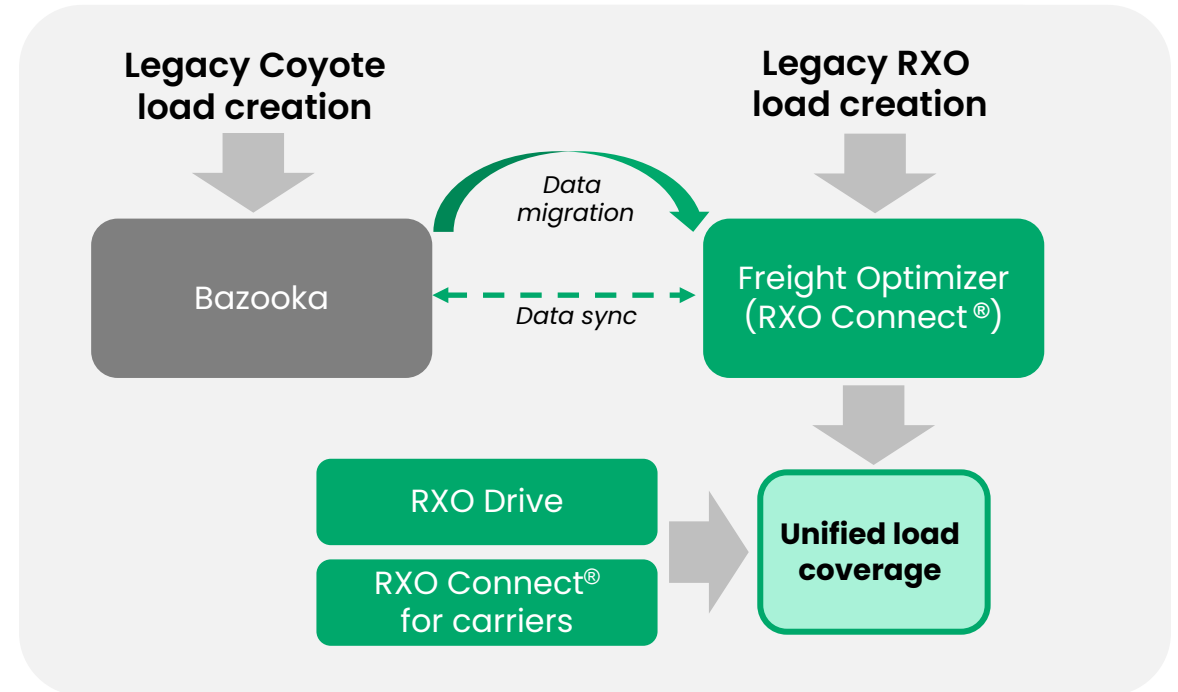 Legacy Coyote
load creation
Legacy RXO
load creation
Data
migration
Bazooka
Data sync
Freight Optimizer
(RXO Connect®)
RXO Drive
RXO Connect®
for carriers
Unified load
coverage